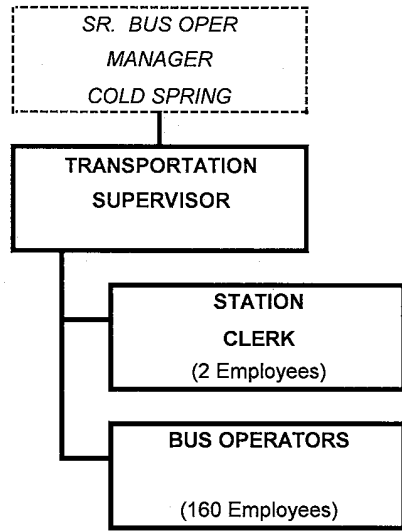 SR. BUS OPER
MANAGER
COLD SPRING
TRANSPORTATION
SUPERVISOR
STATION
CLERK
(2 Employees)
BUS OPERATORS
(160 Employees)